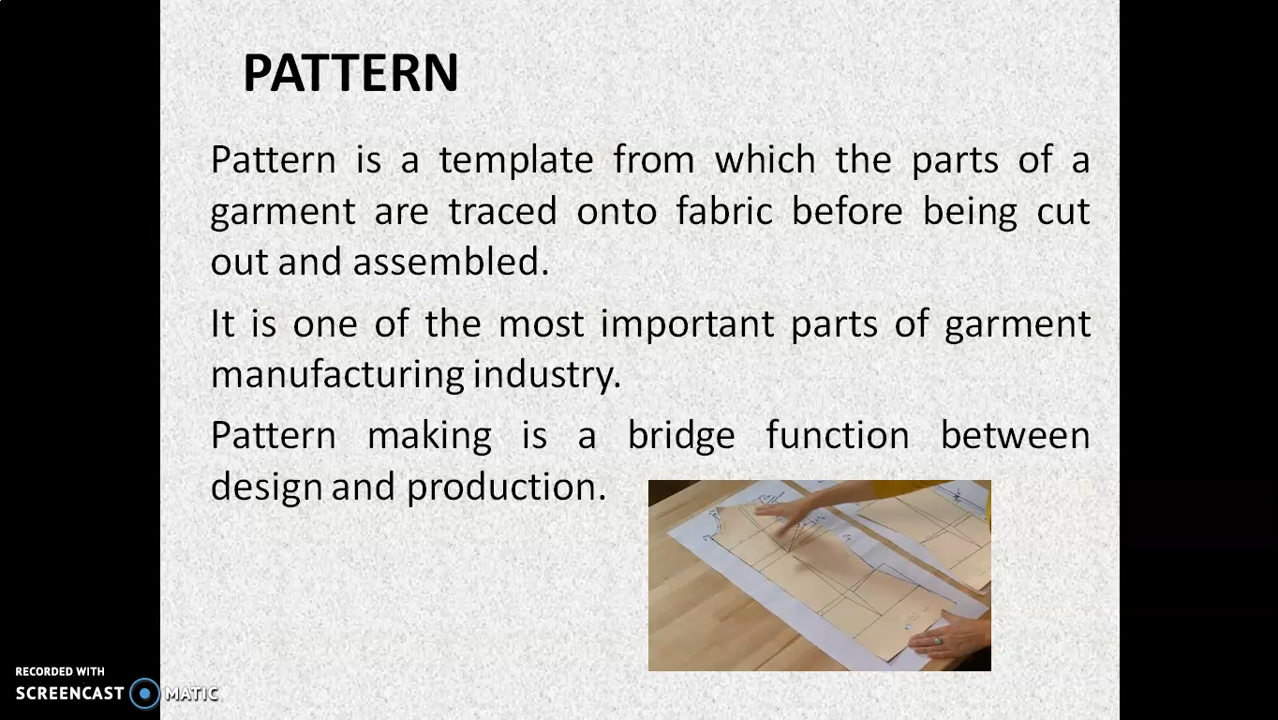 PATTERN
Pattern is a template from which the parts of a
garment are traced onto fabric before being cut
out and assembled.
It is one of the most important parts of garment
manufacturing industry.
Pattern making is a bridge function between
design and production.
RECORDED WITH
SCREENCAST MATIC